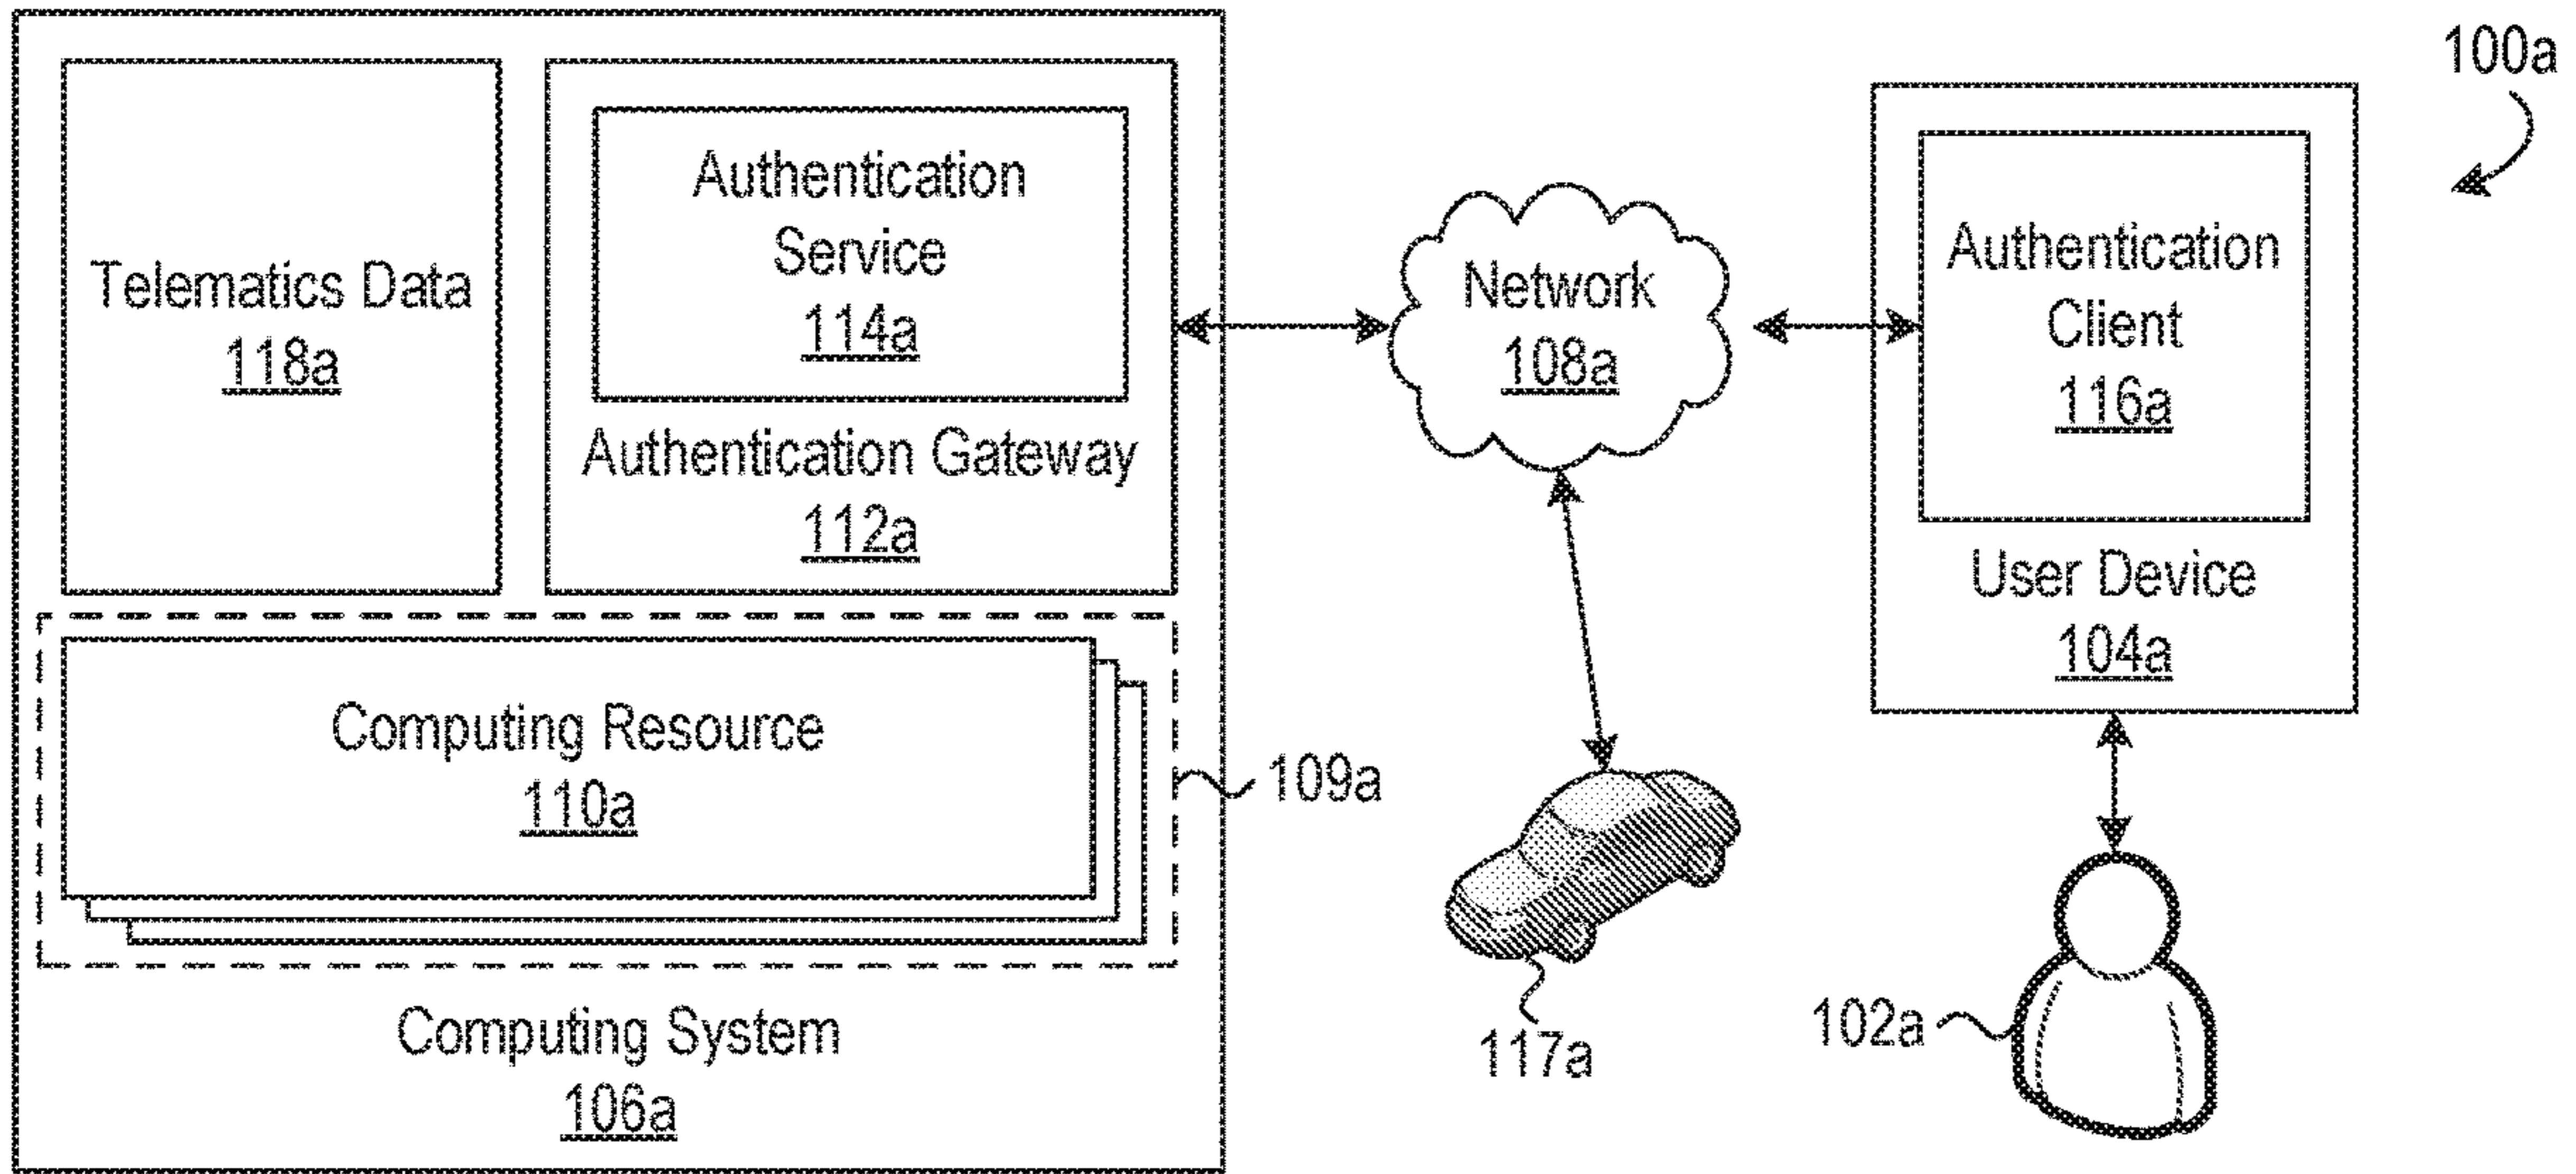 Telematics Data
118a
Authentication
Service
114a
Authentication Gateway
112a
Computing Resource
110a
109a
Computing System
106a
Network
108a
117a
100a
Authentication
Client
116a
User Device
104a
102a